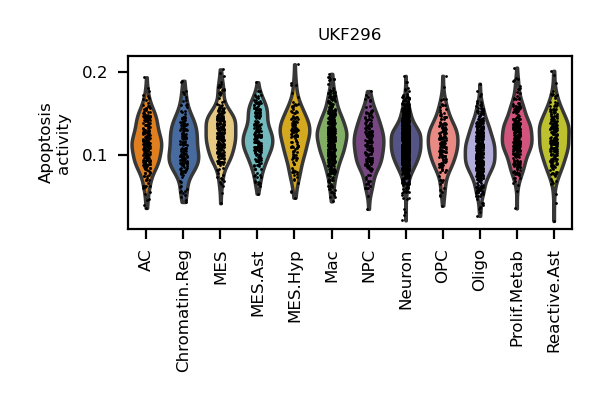 UKF296
Apoptosis
activity
0.2
0.1
AC
Chromatin.Reg
MES
MES.Ast
MES.Hyp
Mac
NPC
Neuron
OPC
Oligo
Prolif.Metab
Reactive.Ast